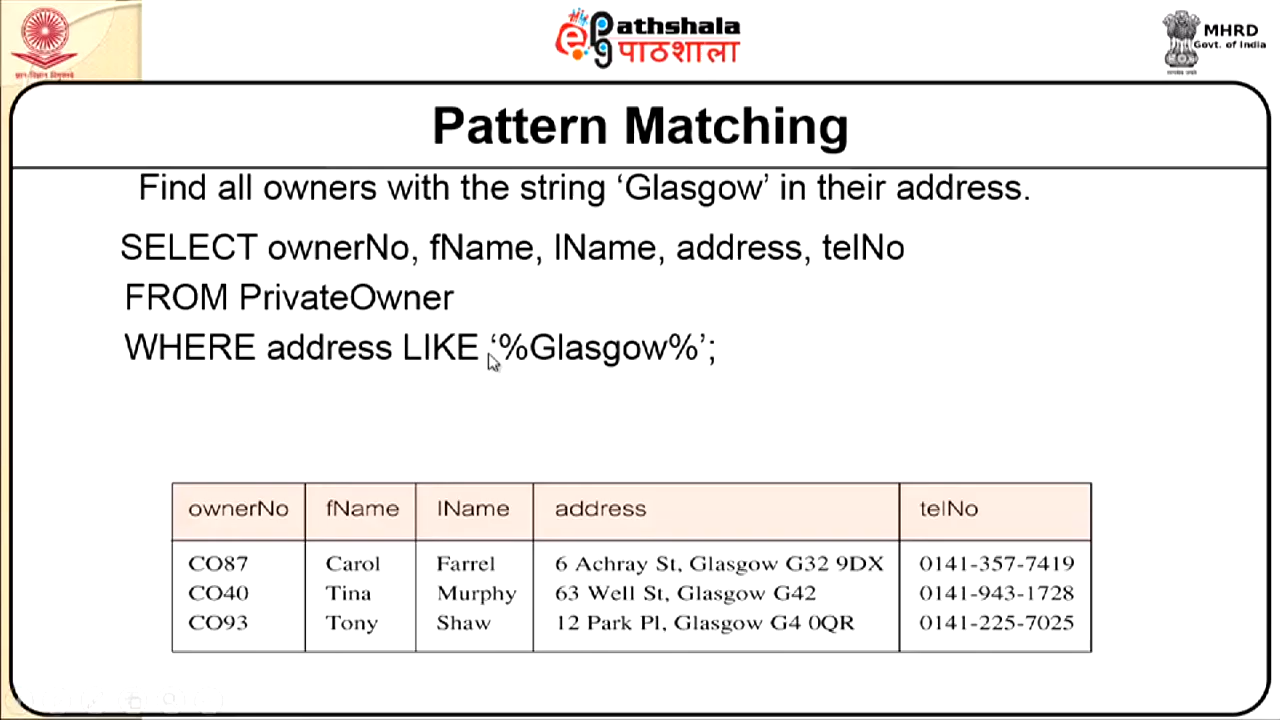 Pathshala
पाठशाला
MHRD
Govt. of India
Pattern Matching
Find all owners with the string ‘Glasgow’ in their address.
SELECT ownerNo, fName, lName, address, telNo
FROM PrivateOwner
WHERE address LIKE ‘%Glasgow%’;
ownerNo fName lName address telNo
CO87 Carol Farrel 6 Achray St, Glasgow G32 9DX 0141-357-7419
CO40 Tina Murphy 63 Well St, Glasgow G42 0141-943-1728
CO93 Tony Shaw 12 Park Pl, Glasgow G4 0QR 0141-225-7025